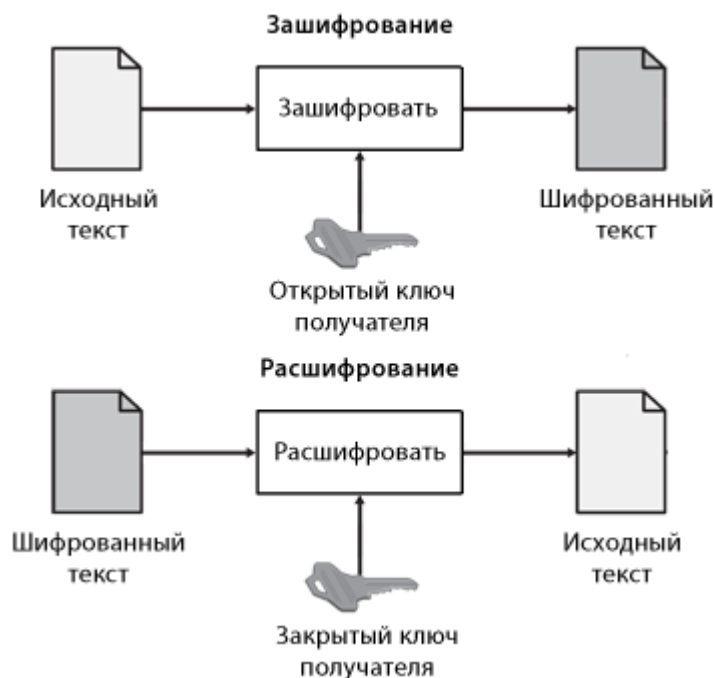 Зашифрование
Зашифровать
Исходный
текст
Шифрованный
текст
Открытый ключ
получателя
Расшифрование
Расшифровать
Шифрованный
текст
Исходный
текст
Закрытый ключ
получателя